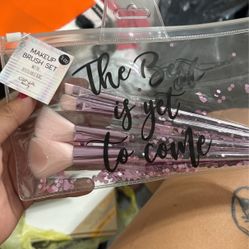 MAKEUP
BRUSH SET
The Best
is yet
to come